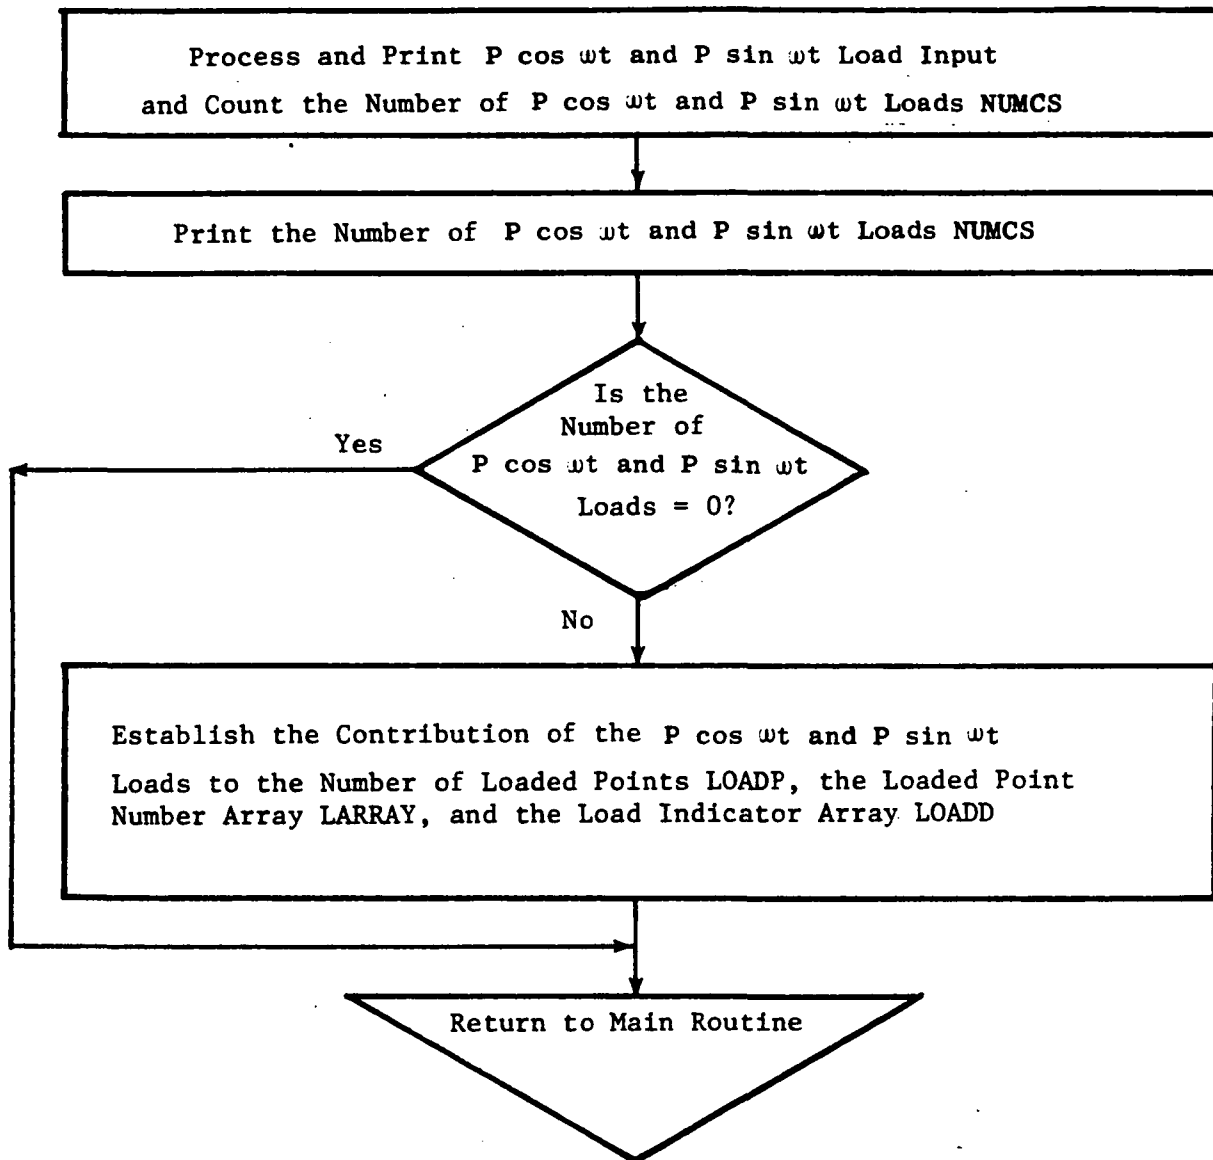 Process and Print P cos ωt and P sin ωt Load Input
and Count the Number of P cos ωt and P sin ωt Loads NUMCS
Print the Number of P cos ωt and P sin ωt Loads NUMCS
Is the
Number of
P cos ωt and P sin ωt
Loads = 0?
Yes
No
Establish the Contribution of the P cos ωt and P sin ωt
Loads to the Number of Loaded Points LOADP, the Loaded Point
Number Array LARRAY, and the Load Indicator Array LOADD
Return to Main Routine